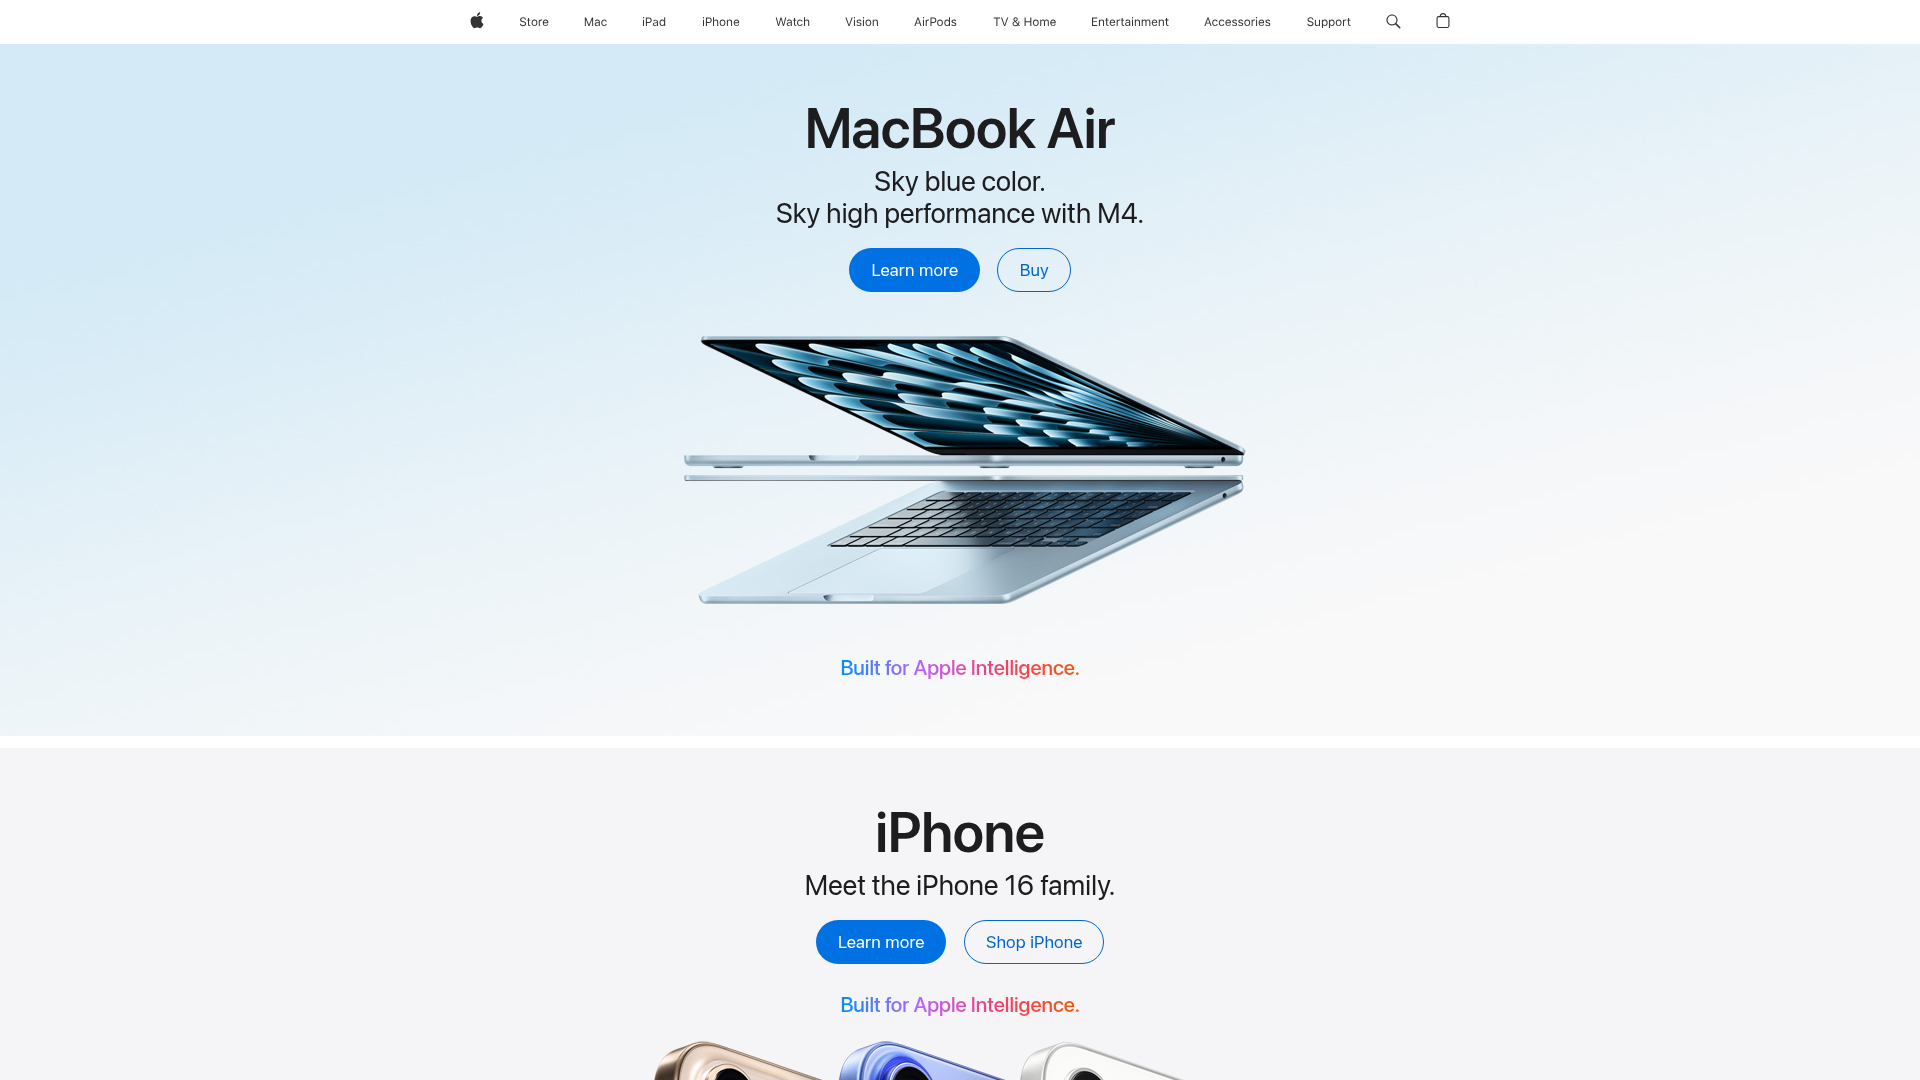 Store Mac iPad iPhone Watch Vision AirPods TV & Home Entertainment Accessories Support
MacBook Air
Sky blue color.
Sky high performance with M4.
Learn more Buy
Built for Apple Intelligence.
iPhone
Meet the iPhone 16 family.
Learn more Shop iPhone
Built for Apple Intelligence.